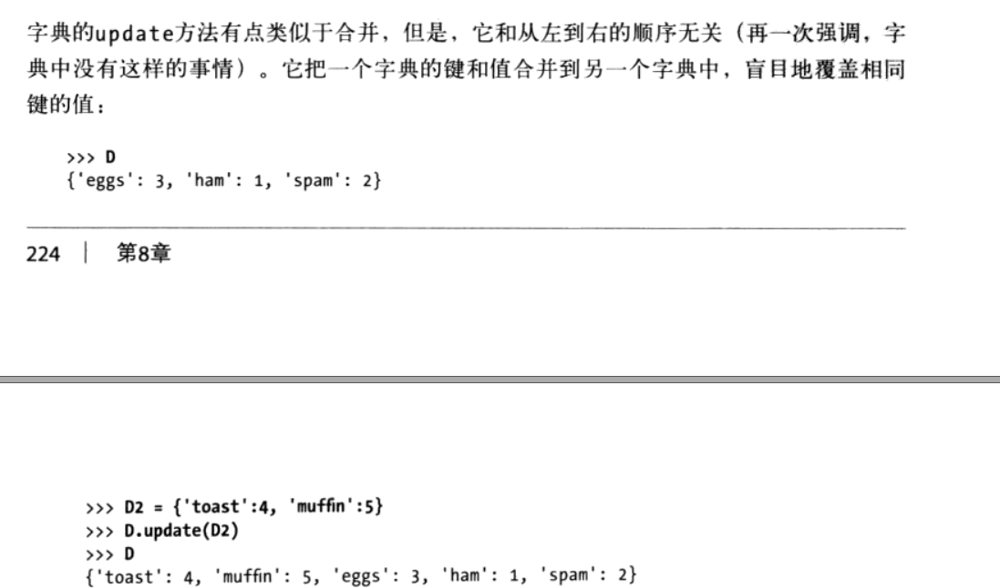 字典的update方法有点类似于合并，但是，它和从左到右的顺序无关（再一次强调，字
典中没有这样的事情）。它把一个字典的键和值合并到另一个字典中，盲目地覆盖相同
键的值：
>>> D
{'eggs': 3, 'ham': 1, 'spam': 2}
224 | 第8章
>>> D2 = {'toast':4, 'muffin':5}
>>> D.update(D2)
>>> D
{'toast': 4, 'muffin': 5, 'eggs': 3, 'ham': 1, 'spam': 2}